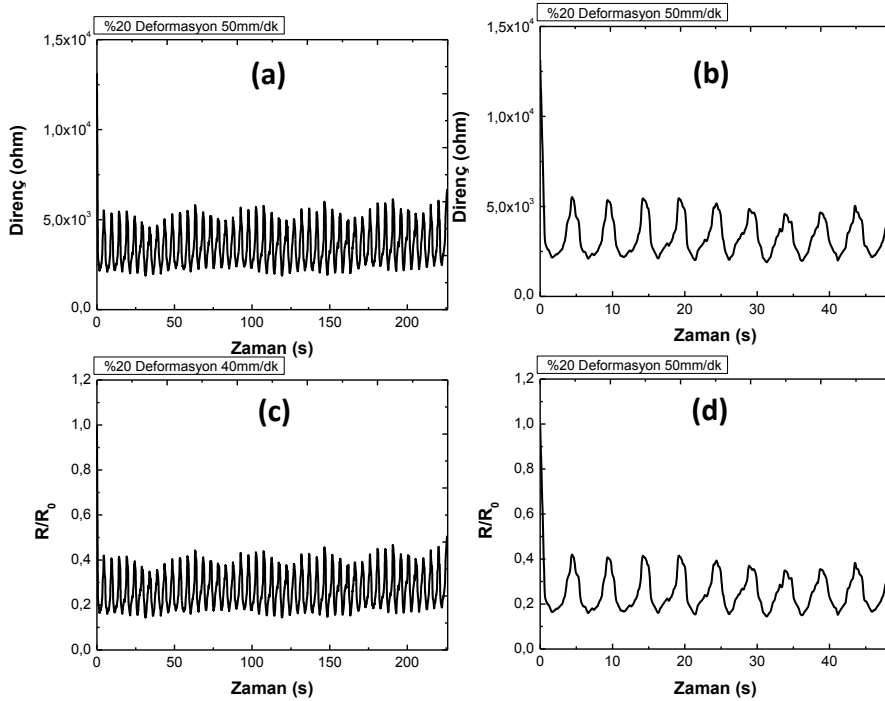 %20 Deformasyon 50mm/dk
(a)
1,5x10⁴
1,0x10⁴
5,0x10³
0,0
Direnç (ohm)
0 50 100 150 200
Zaman (s)
%20 Deformasyon 50mm/dk
(b)
1,5x10⁴
1,0x10⁴
5,0x10³
0,0
Direnç (ohm)
0 10 20 30 40
Zaman (s)
%20 Deformasyon 40mm/dk
(c)
1,2
1,0
0,8
0,6
0,4
0,2
0,0
R/R₀
0 50 100 150 200
Zaman (s)
%20 Deformasyon 50mm/dk
(d)
1,2
1,0
0,8
0,6
0,4
0,2
0,0
R/R₀
0 10 20 30 40
Zaman (s)